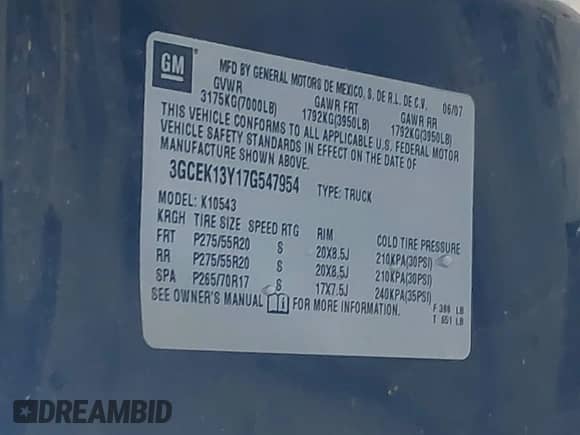 GM
MFD BY GENERAL MOTORS DE MEXICO, S. DE R.L. DE C.V. 06/07
GVWR GAWR FRT GAWR RR
3175KG(7000LB) 1792KG(3950LB) 1792KG(3950LB)
THIS VEHICLE CONFORMS TO ALL APPLICABLE U.S. FEDERAL MOTOR
VEHICLE SAFETY STANDARDS IN EFFECT ON THE DATE OF
MANUFACTURE SHOWN ABOVE.
3GCEK13Y17G547954 TYPE: TRUCK
MODEL: K10543
KRGH TIRE SIZE SPEED RTG RIM COLD TIRE PRESSURE
FRT P275/55R20 S 20X8.5J 210KPA(30PSI)
RR P275/55R20 S 20X8.5J 210KPA(30PSI)
SPA P265/70R17 S 17X7.5J 240KPA(35PSI)
SEE OWNER'S MANUAL FOR MORE INFORMATION. F 388 LB
T 651 LB
DREAMBID